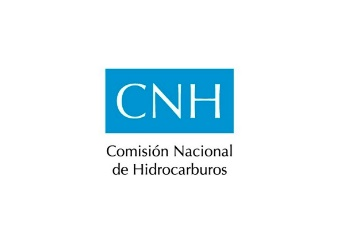 CNH
Comisión Nacional
de Hidrocarburos